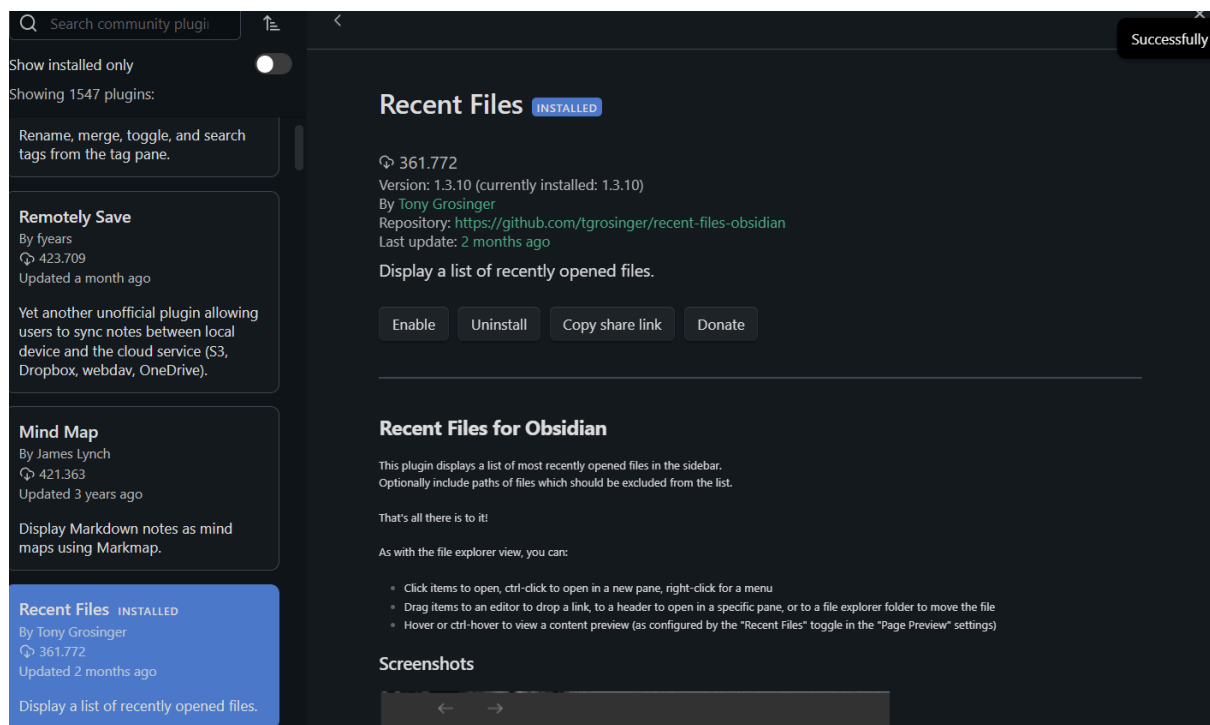 Search community plugi
Show installed only
Showing 1547 plugins:
Rename, merge, toggle, and search
tags from the tag pane.
Remotely Save
By fyears
423.709
Updated a month ago
Yet another unofficial plugin allowing
users to sync notes between local
device and the cloud service (S3,
Dropbox, webdav, OneDrive).
Mind Map
By James Lynch
421.363
Updated 3 years ago
Display Markdown notes as mind
maps using Markmap.
Recent Files INSTALLED
By Tony Grosinger
361.772
Updated 2 months ago
Display a list of recently opened files.
Successfully
Recent Files INSTALLED
361.772
Version: 1.3.10 (currently installed: 1.3.10)
By Tony Grosinger
Repository: https://github.com/tgrosinger/recent-files-obsidian
Last update: 2 months ago
Display a list of recently opened files.
Enable Uninstall Copy share link Donate
Recent Files for Obsidian
This plugin displays a list of most recently opened files in the sidebar.
Optionally include paths of files which should be excluded from the list.
That's all there is to it!
As with the file explorer view, you can:
Click items to open, ctrl-click to open in a new pane, right-click for a menu
Drag items to an editor to drop a link, to a header to open in a specific pane, or to a file explorer folder to move the file
Hover or ctrl-hover to view a content preview (as configured by the "Recent Files" toggle in the "Page Preview" settings)
Screenshots